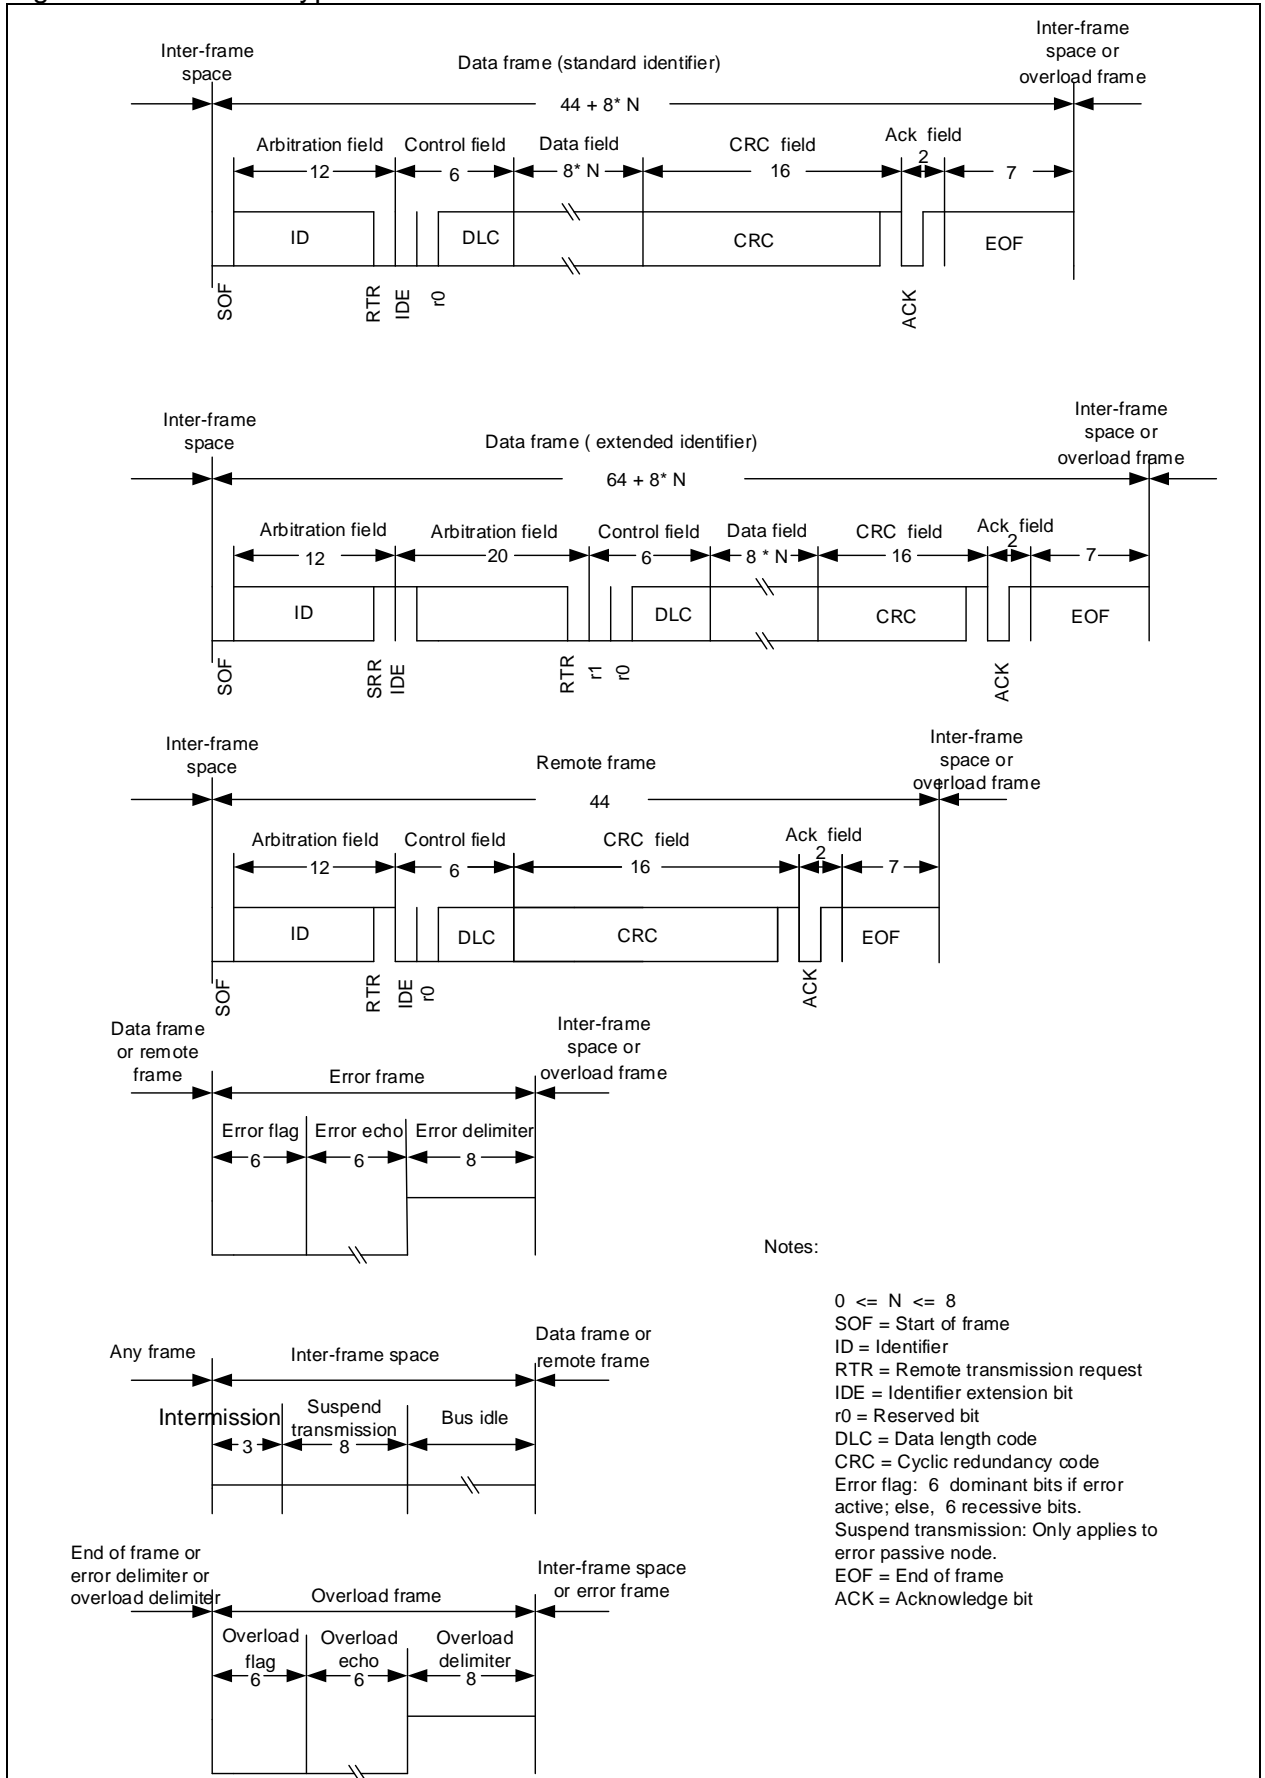 Inter-frame
space
Data frame (standard identifier)
Inter-frame
space or
overload frame
44 + 8* N
Arbitration field
Control field
Data field
CRC field
Ack field
12
6
8* N
16
2
7
ID
DLC
CRC
EOF
SOF
RTR
IDE
r0
ACK
Inter-frame
space
Data frame ( extended identifier)
Inter-frame
space or
overload frame
64 + 8* N
Arbitration field
Arbitration field
Control field
Data field
CRC field
Ack field
12
20
6
8 * N
16
2
7
ID
DLC
CRC
EOF
SOF
SRR
IDE
RTR
r1
r0
ACK
Inter-frame
space
Remote frame
Inter-frame
space or
overload frame
44
Arbitration field
Control field
CRC field
Ack field
12
6
16
2
7
ID
DLC
CRC
EOF
SOF
RTR
IDE
r0
ACK
Data frame
or remote
frame
Error frame
Inter-frame
space or
overload frame
Error flag
Error echo
Error delimiter
6
6
8
Any frame
Inter-frame space
Data frame or
remote frame
Intermission
Suspend
transmission
Bus idle
3
8
End of frame or
error delimiter or
overload delimiter
Overload frame
Inter-frame space
or error frame
Overload
flag
Overload
echo
Overload
delimiter
6
6
8
Notes:
0 <= N <= 8
SOF = Start of frame
ID = Identifier
RTR = Remote transmission request
IDE = Identifier extension bit
r0 = Reserved bit
DLC = Data length code
CRC = Cyclic redundancy code
Error flag: 6 dominant bits if error
active; else, 6 recessive bits.
Suspend transmission: Only applies to
error passive node.
EOF = End of frame
ACK = Acknowledge bit